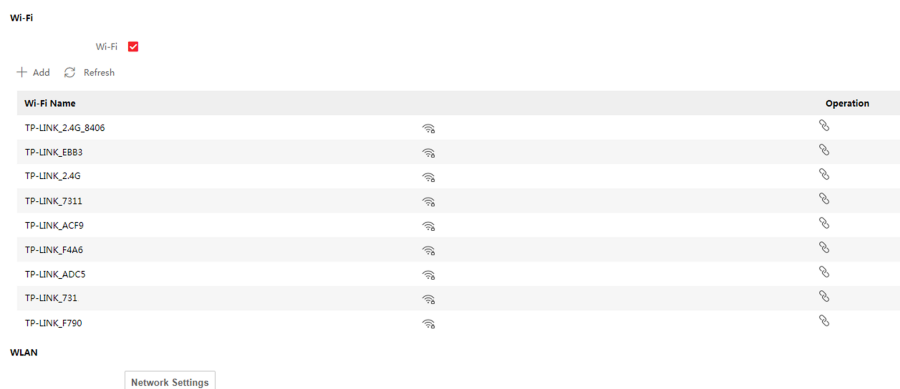 Wi-Fi
Wi-Fi
Add Refresh
Wi-Fi Name Operation
TP-LINK_2.4G_8406
TP-LINK_EBB3
TP-LINK_2.4G
TP-LINK_7311
TP-LINK_ACF9
TP-LINK_F4A6
TP-LINK_ADC5
TP-LINK_731
TP-LINK_F790
WLAN
Network Settings